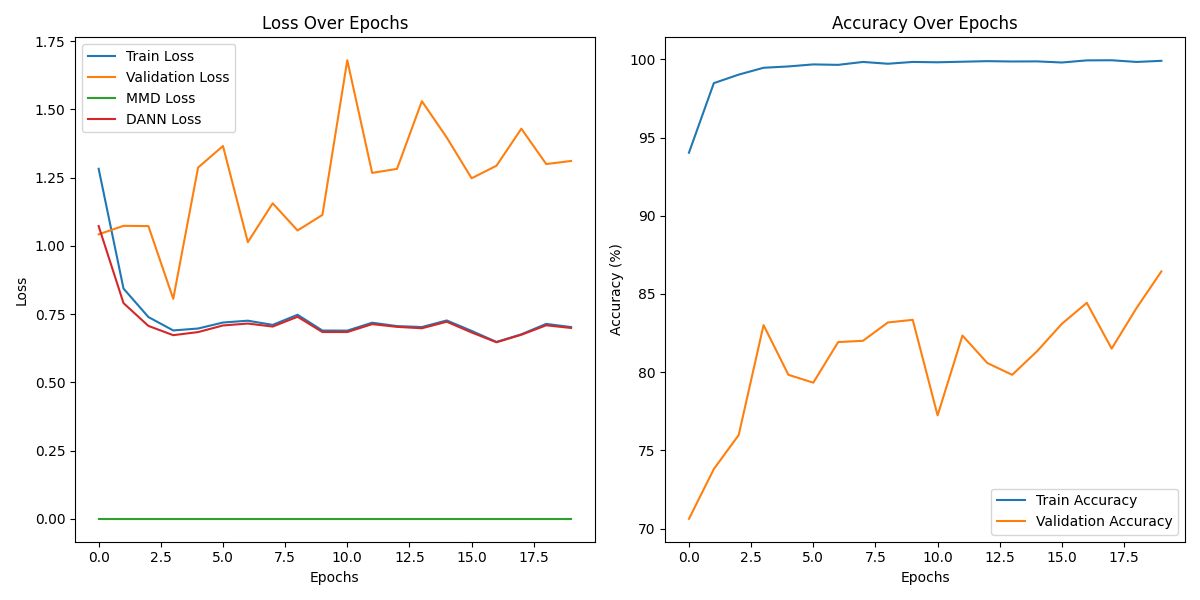 Loss Over Epochs
1.75
1.50
1.25
1.00
0.75
0.50
0.25
0.00
Loss
Train Loss
Validation Loss
MMD Loss
DANN Loss
0.0 2.5 5.0 7.5 10.0 12.5 15.0 17.5
Epochs
Accuracy Over Epochs
100
95
90
85
80
75
70
Accuracy (%)
Train Accuracy
Validation Accuracy
0.0 2.5 5.0 7.5 10.0 12.5 15.0 17.5
Epochs